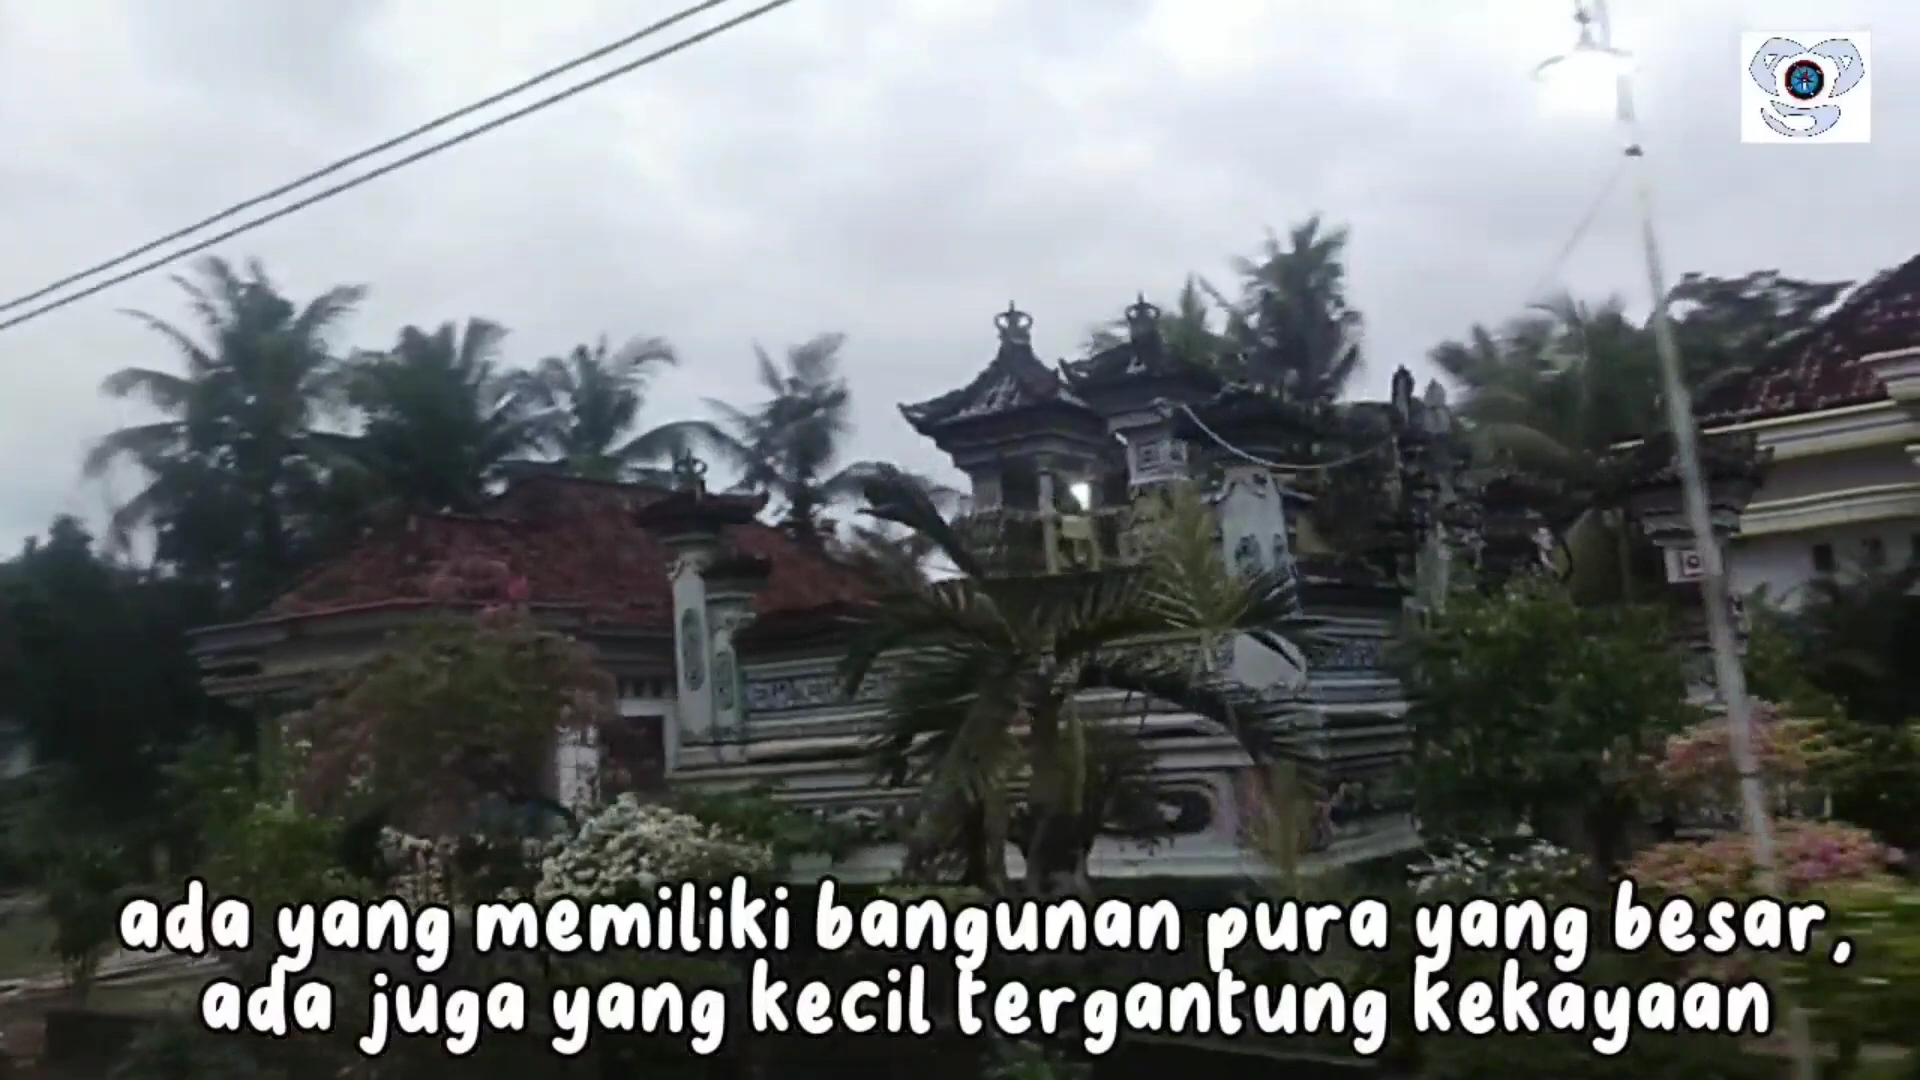 ada yang memiliki bangunan pura yang besar,
ada juga yang kecil tergantung kekayaan